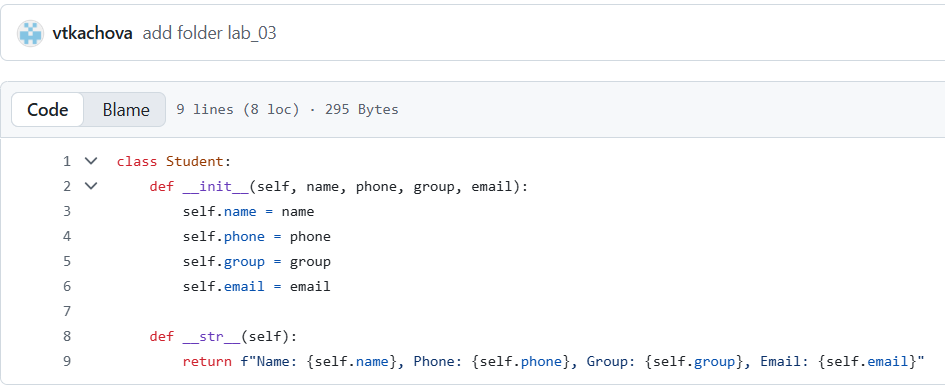 vtkachova add folder lab_03
Code Blame 9 lines (8 loc) · 295 Bytes
1 class Student:
2     def __init__(self, name, phone, group, email):
3         self.name = name
4         self.phone = phone
5         self.group = group
6         self.email = email
7
8     def __str__(self):
9         return f"Name: {self.name}, Phone: {self.phone}, Group: {self.group}, Email: {self.email}"